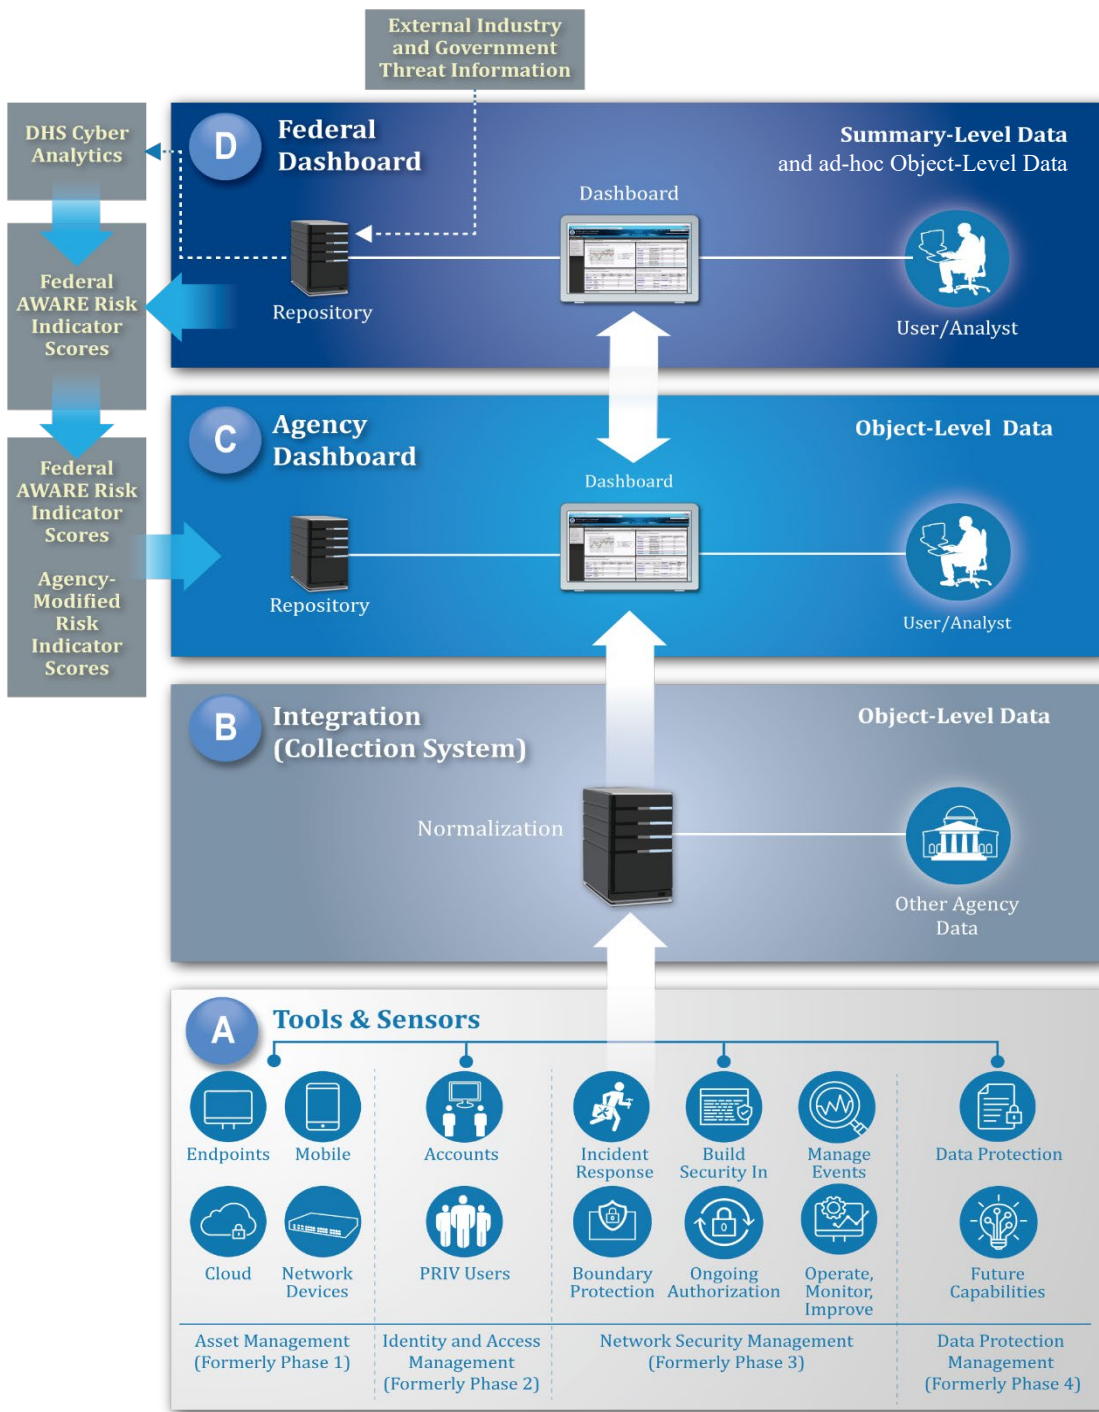 External Industry
and Government
Threat Information
DHS Cyber
Analytics
Federal
AWARE Risk
Indicator
Scores
Federal
AWARE Risk
Indicator
Scores
Agency-
Modified
Risk
Indicator
Scores
D
Federal
Dashboard
Summary-Level Data
and ad-hoc Object-Level Data
Dashboard
Repository
User/Analyst
C
Agency
Dashboard
Object-Level Data
Dashboard
Repository
User/Analyst
B
Integration
(Collection System)
Object-Level Data
Normalization
Other Agency
Data
A
Tools & Sensors
Endpoints
Mobile
Accounts
Incident
Response
Build
Security In
Manage
Events
Data Protection
Cloud
Network
Devices
PRIV Users
Boundary
Protection
Ongoing
Authorization
Operate,
Monitor,
Improve
Future
Capabilities
Asset Management
(Formerly Phase 1)
Identity and Access
Management
(Formerly Phase 2)
Network Security Management
(Formerly Phase 3)
Data Protection
Management
(Formerly Phase 4)